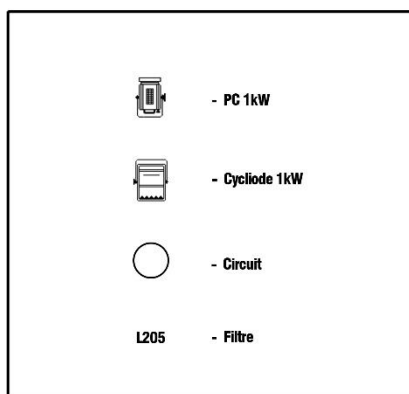 - PC 1kW
- Cycliode 1kW
- Circuit
L205 - Filtre